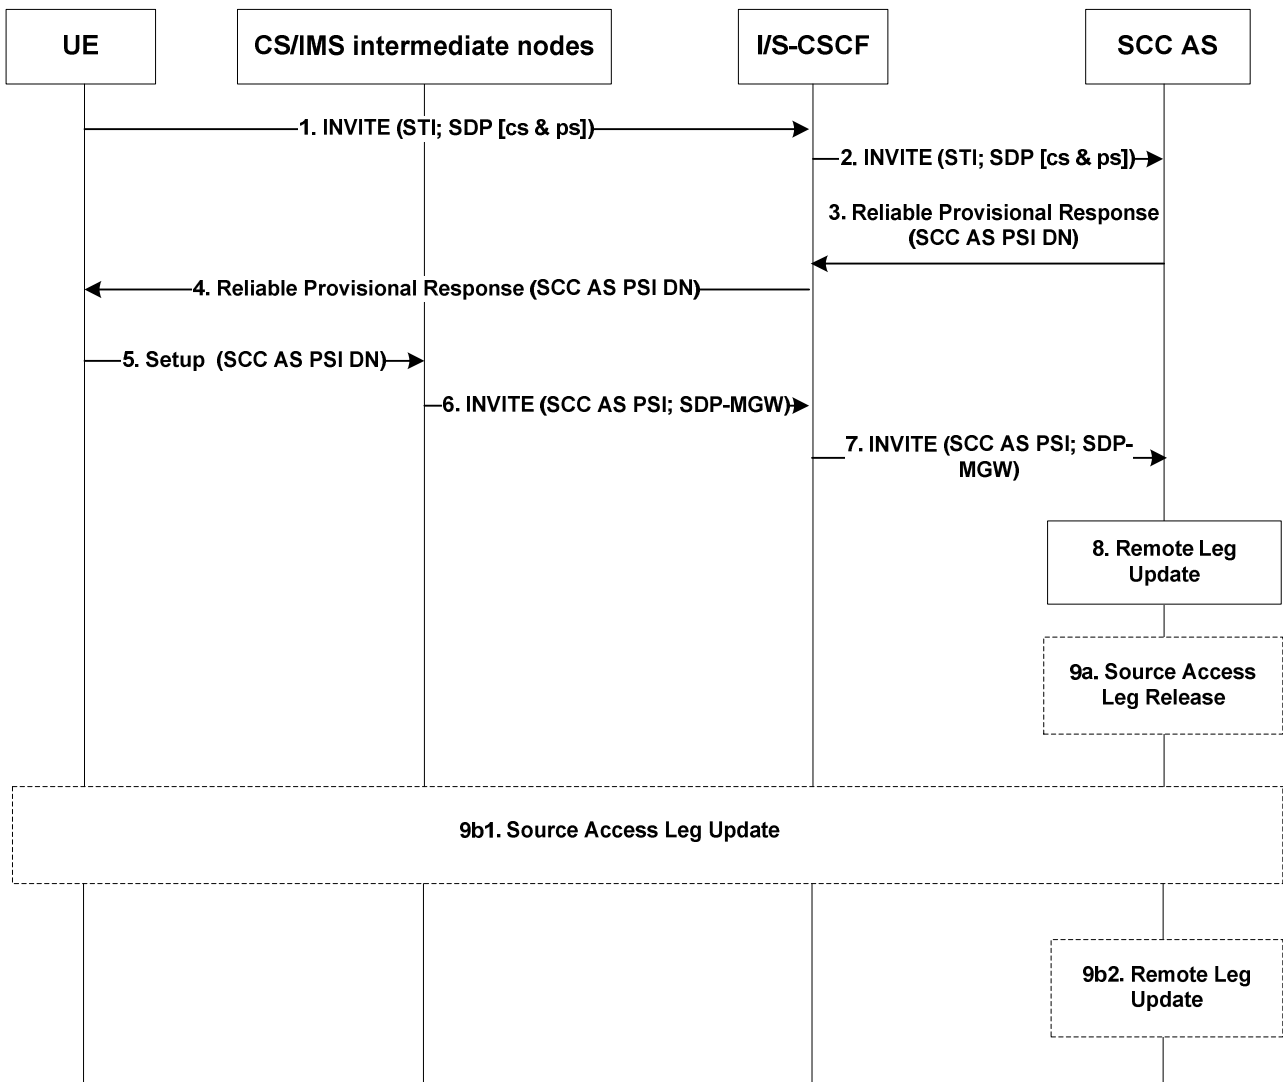 UE
CS/IMS intermediate nodes
I/S-CSCF
SCC AS
1. INVITE (STI; SDP [cs & ps])
2. INVITE (STI; SDP [cs & ps])
3. Reliable Provisional Response
(SCC AS PSI DN)
4. Reliable Provisional Response (SCC AS PSI DN)
5. Setup (SCC AS PSI DN)
6. INVITE (SCC AS PSI; SDP-MGW)
7. INVITE (SCC AS PSI; SDP-
MGW)
8. Remote Leg
Update
9a. Source Access
Leg Release
9b1. Source Access Leg Update
9b2. Remote Leg
Update